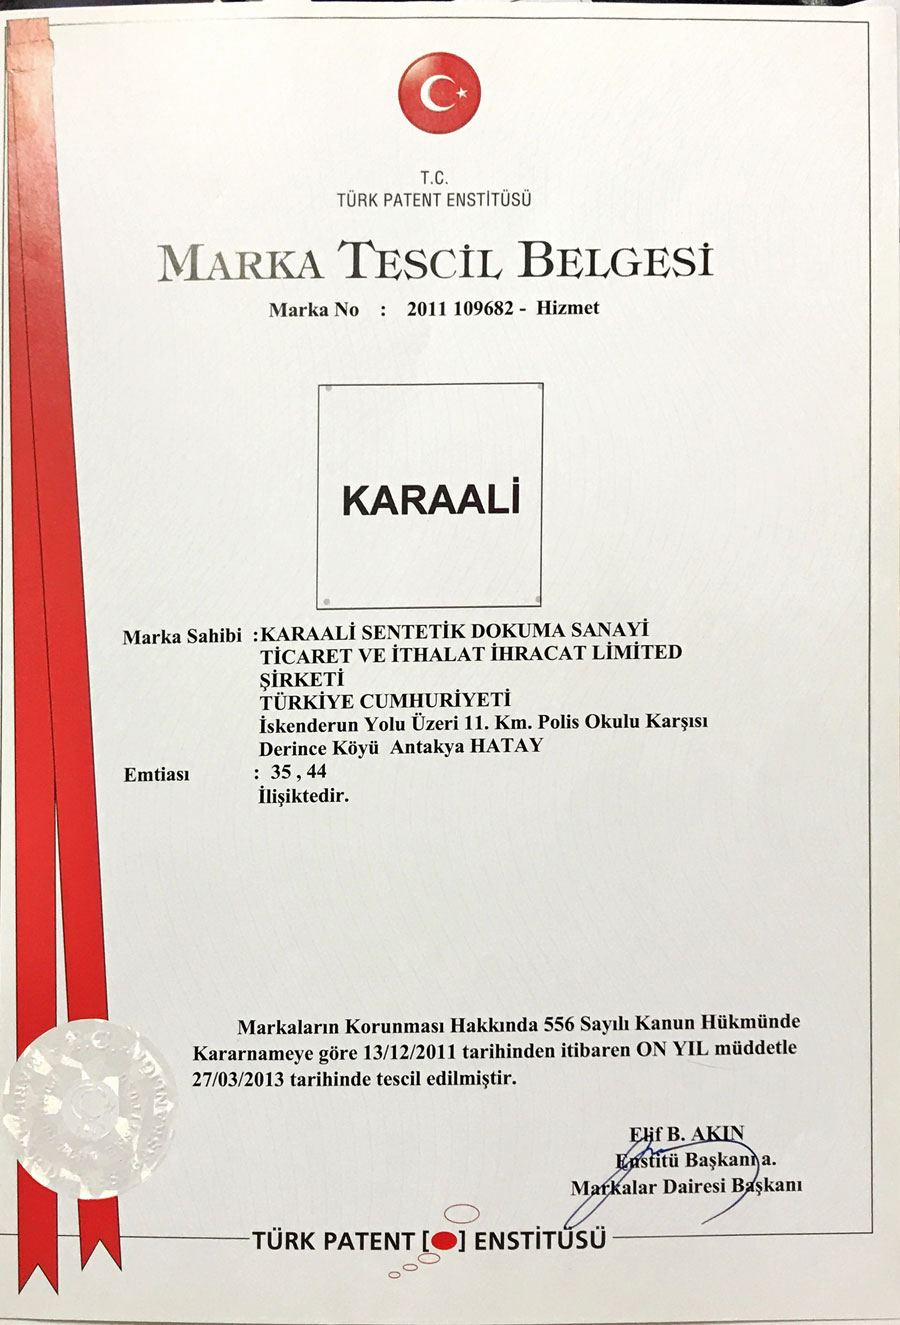 T.C.
TÜRK PATENT ENSTİTÜSÜ
MARKA TESCİL BELGESİ
Marka No : 2011 109682 - Hizmet
KARAALİ
Marka Sahibi :KARAALİ SENTETİK DOKUMA SANAYİ
TİCARET VE İTHALAT İHRACAT LİMİTED
ŞİRKETİ
TÜRKİYE CUMHURİYETİ
İskenderun Yolu Üzeri 11. Km. Polis Okulu Karşısı
Derince Köyü Antakya HATAY
Emtiası : 35 , 44
İlişiktedir.
Markaların Korunması Hakkında 556 Sayılı Kanun Hükmünde
Kararnameye göre 13/12/2011 tarihinden itibaren ON YIL müddetle
27/03/2013 tarihinde tescil edilmiştir.
Elif B. AKIN
Enstitü Başkanı a.
Markalar Dairesi Başkanı
TÜRK PATENT [ ] ENSTİTÜSÜ